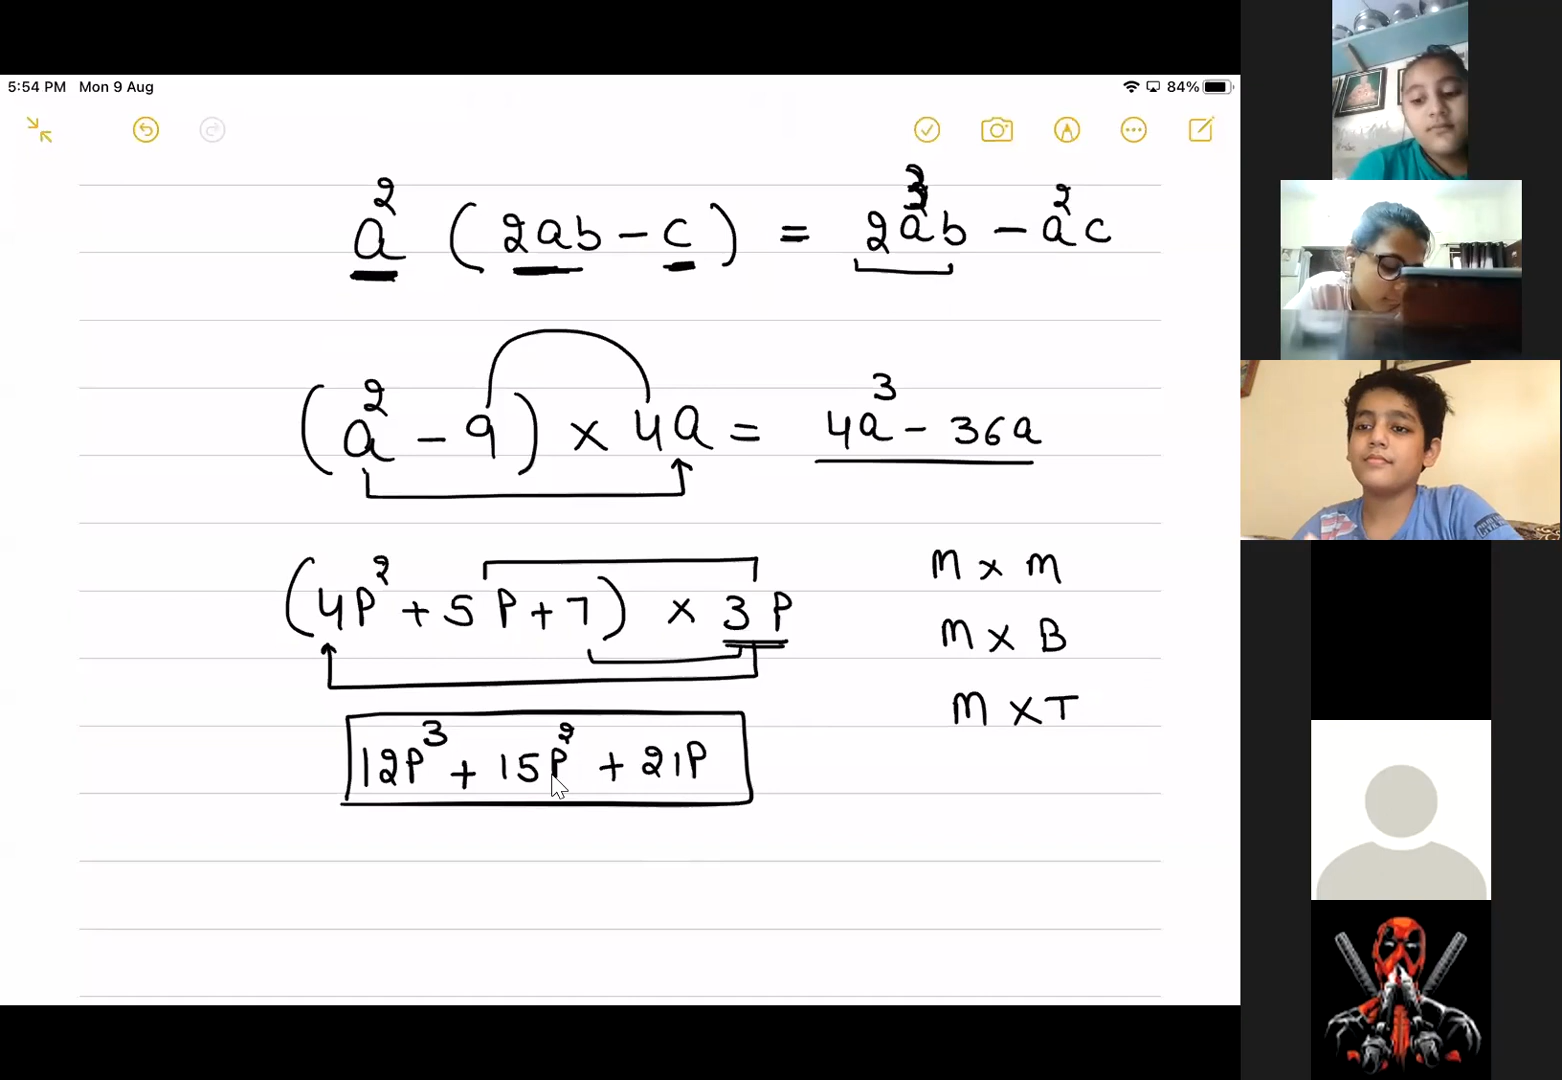 5:54 PM Mon 9 Aug 84%
a² (2ab - c) = 2a³b - a²c
(a² - 9) × 4a = 4a³ - 36a
(4p² + 5p + 7) × 3p
m × m
m × B
m × T
12p³ + 15p² + 21p